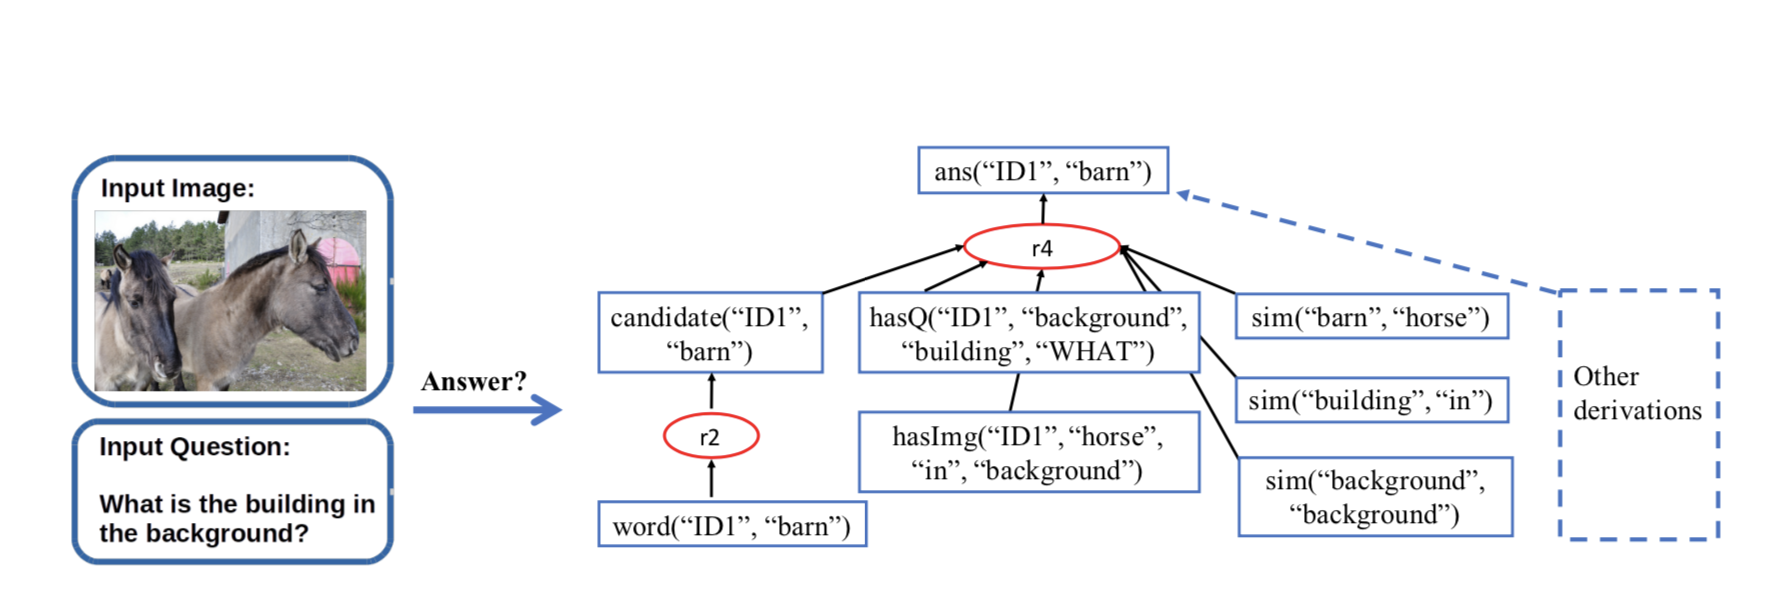 Input Image:
Input Question:
What is the building in
the background?
Answer?
ans(“ID1”, “barn”)
r4
candidate(“ID1”,
“barn”)
hasQ(“ID1”, “background”,
“building”, “WHAT”)
sim(“barn”, “horse”)
sim(“building”, “in”)
r2
hasImg(“ID1”, “horse”,
“in”, “background”)
sim(“background”,
“background”)
word(“ID1”, “barn”)
Other
derivations